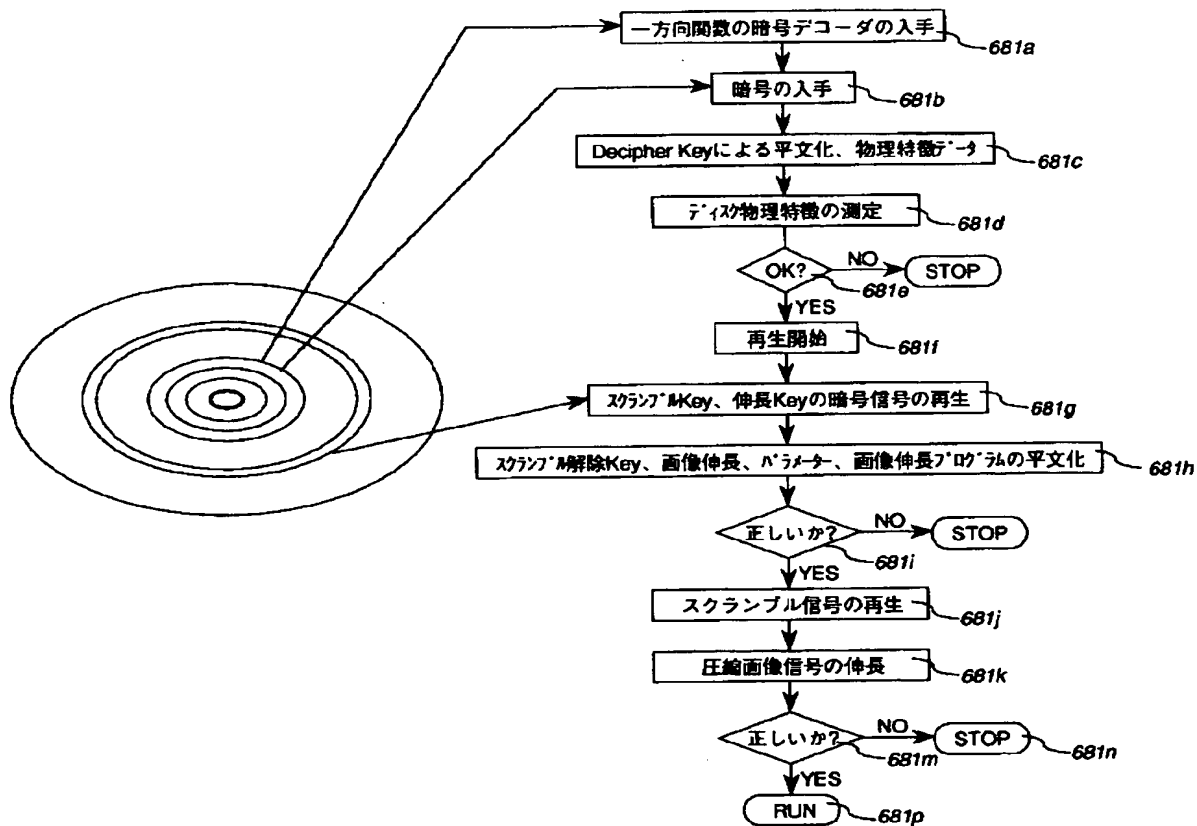 一方向関数の暗号デコーダの入手
681a
暗号の入手
681b
Decipher Keyによる平文化、物理特徴ﾃﾞｰﾀ
681c
ﾃﾞｨｽｸ物理特徴の測定
681d
OK?
NO
STOP
681e
YES
再生開始
681f
ｽｸﾗﾝﾌﾞﾙKey、伸長Keyの暗号信号の再生
681g
ｽｸﾗﾝﾌﾞﾙ解除Key、画像伸長、ﾊﾟﾗﾒｰﾀｰ、画像伸長ﾌﾟﾛｸﾞﾗﾑの平文化
681h
正しいか?
NO
STOP
681i
YES
スクランブル信号の再生
681j
圧縮画像信号の伸長
681k
正しいか?
NO
STOP
681m
681n
YES
RUN
681p